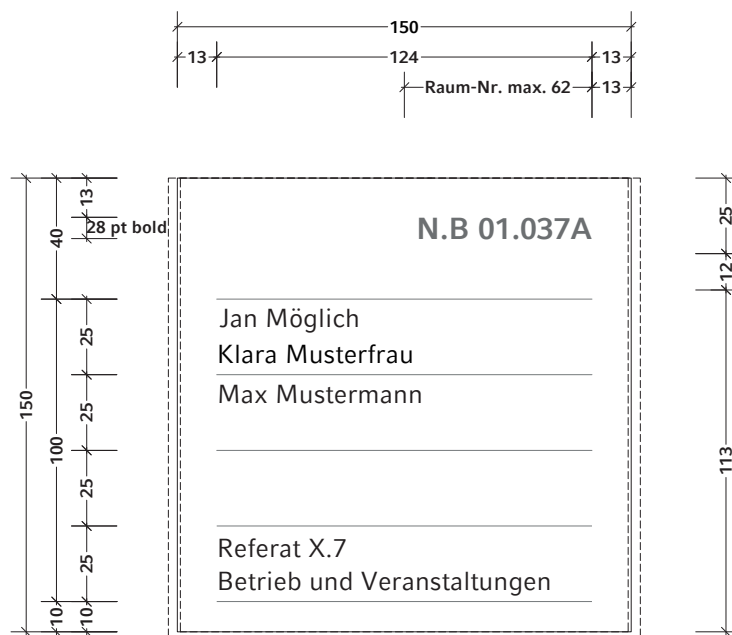 150
13 124 13
Raum-Nr. max. 62 13
13
28 pt bold
40
150
100
25
25
25
25
10
10
N.B 01.037A
Jan Möglich
Klara Musterfrau
Max Mustermann
Referat X.7
Betrieb und Veranstaltungen
25
12
113